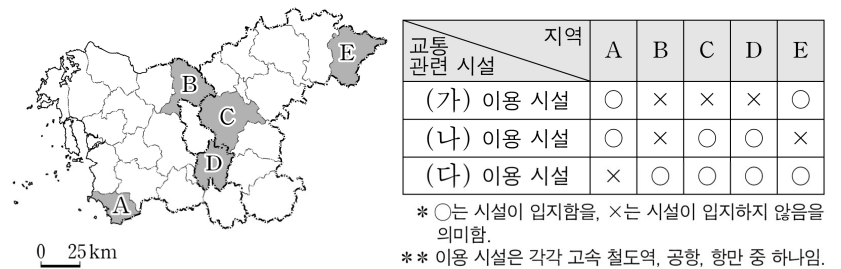 A
B
C
D
E
0 25km
교통 관련 시설 지역 A B C D E
(가) 이용 시설 ○ × × × ○
(나) 이용 시설 ○ × ○ ○ ×
(다) 이용 시설 × ○ ○ ○ ○
* ○는 시설이 입지함을, ×는 시설이 입지하지 않음을
의미함.
** 이용 시설은 각각 고속 철도역, 공항, 항만 중 하나임.